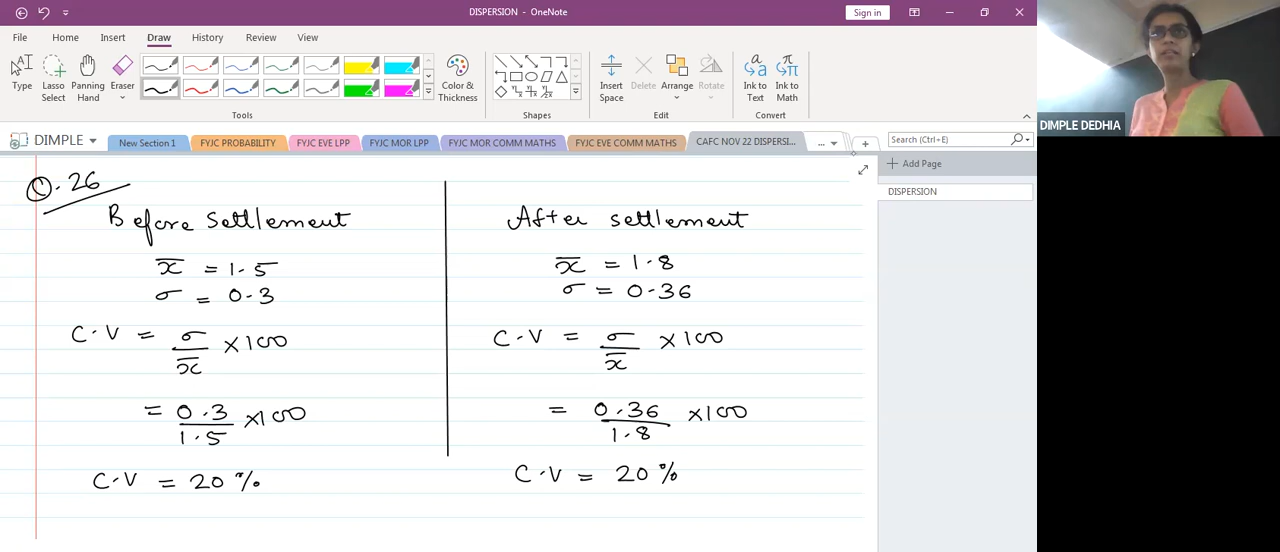 DISPERSION - OneNote
Sign in
File Home Insert Draw History Review View
Type
Lasso Select
Panning Hand
Eraser
Color & Thickness
Insert Space
Delete
Arrange
Rotate
Ink to Text
Ink to Math
Tools
Shapes
Edit
Convert
DIMPLE
New Section 1
FYJC PROBABILITY
FYJC EVE LPP
FYJC MOR LPP
FYJC MOR COMM MATHS
FYJC EVE COMM MATHS
CAFC NOV 22 DISPERSI...
...
Search (Ctrl+E)
Add Page
DISPERSION
DIMPLE DEDHIA
Q. 26
Before Settlement
x̄ = 1.5
σ = 0.3
C.V = σ/x̄ ×100
= 0.3/1.5 ×100
C.V = 20%
After settlement
x̄ = 1.8
σ = 0.36
C.V = σ/x̄ ×100
= 0.36/1.8 ×100
C.V = 20%